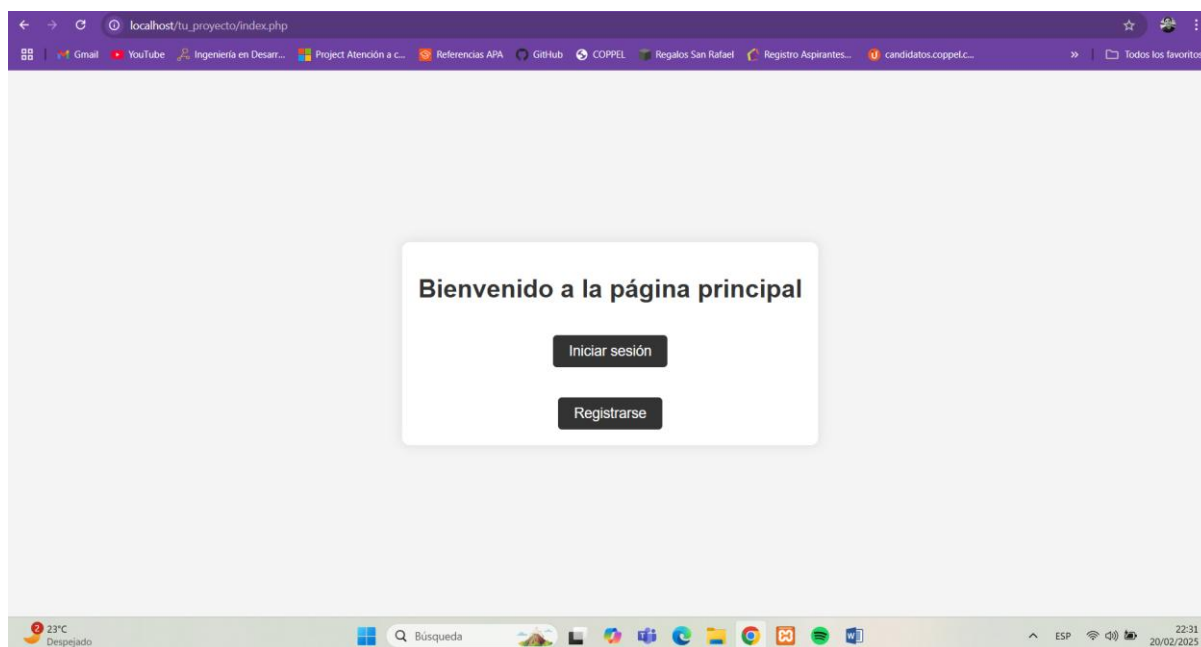 localhost/tu_proyecto/index.php
Gmail YouTube Ingeniería en Desarr... Project Atención a c... Referencias APA GitHub COPPEL Regalos San Rafael Registro Aspirantes... candidatos.coppel.c... » Todos los favoritos
Bienvenido a la página principal
Iniciar sesión
Registrarse
2 23°C
Despejado
Búsqueda
ESP
22:31
20/02/2025